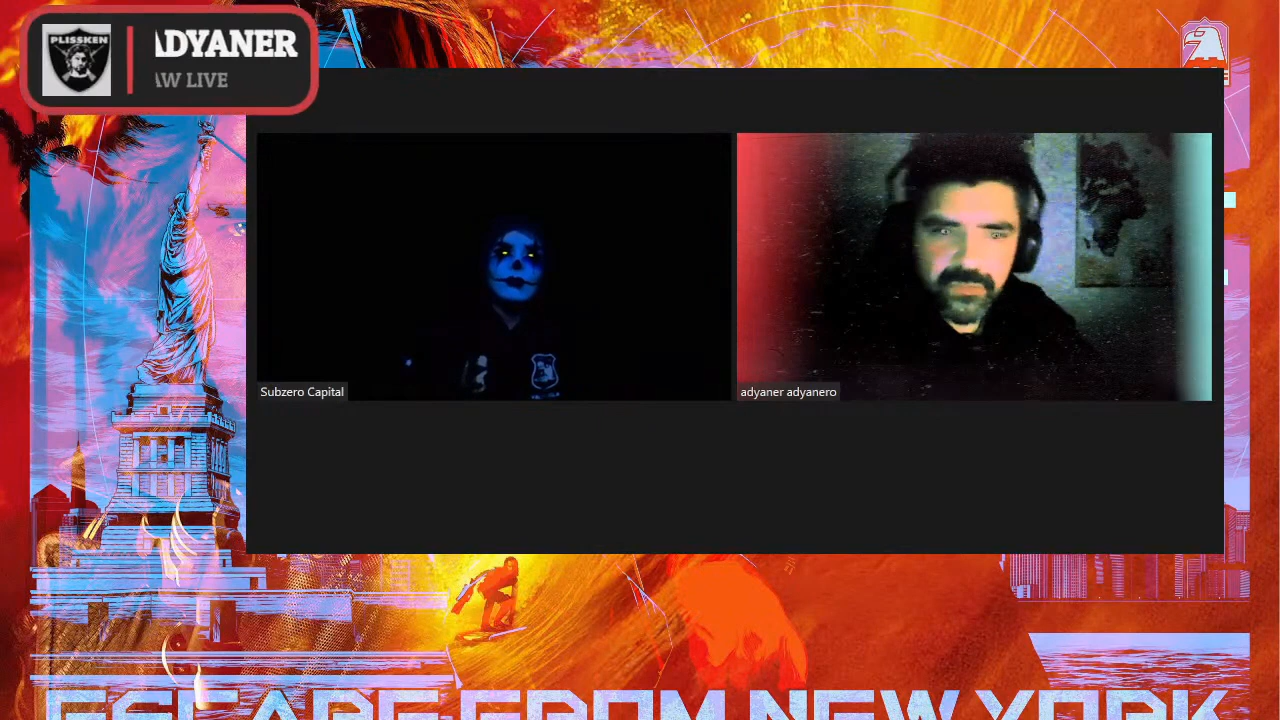 PLISSKEN
ADYANER
AW LIVE
Subzero Capital
adyaner adyanero
ESCAPE FROM NEW YORK